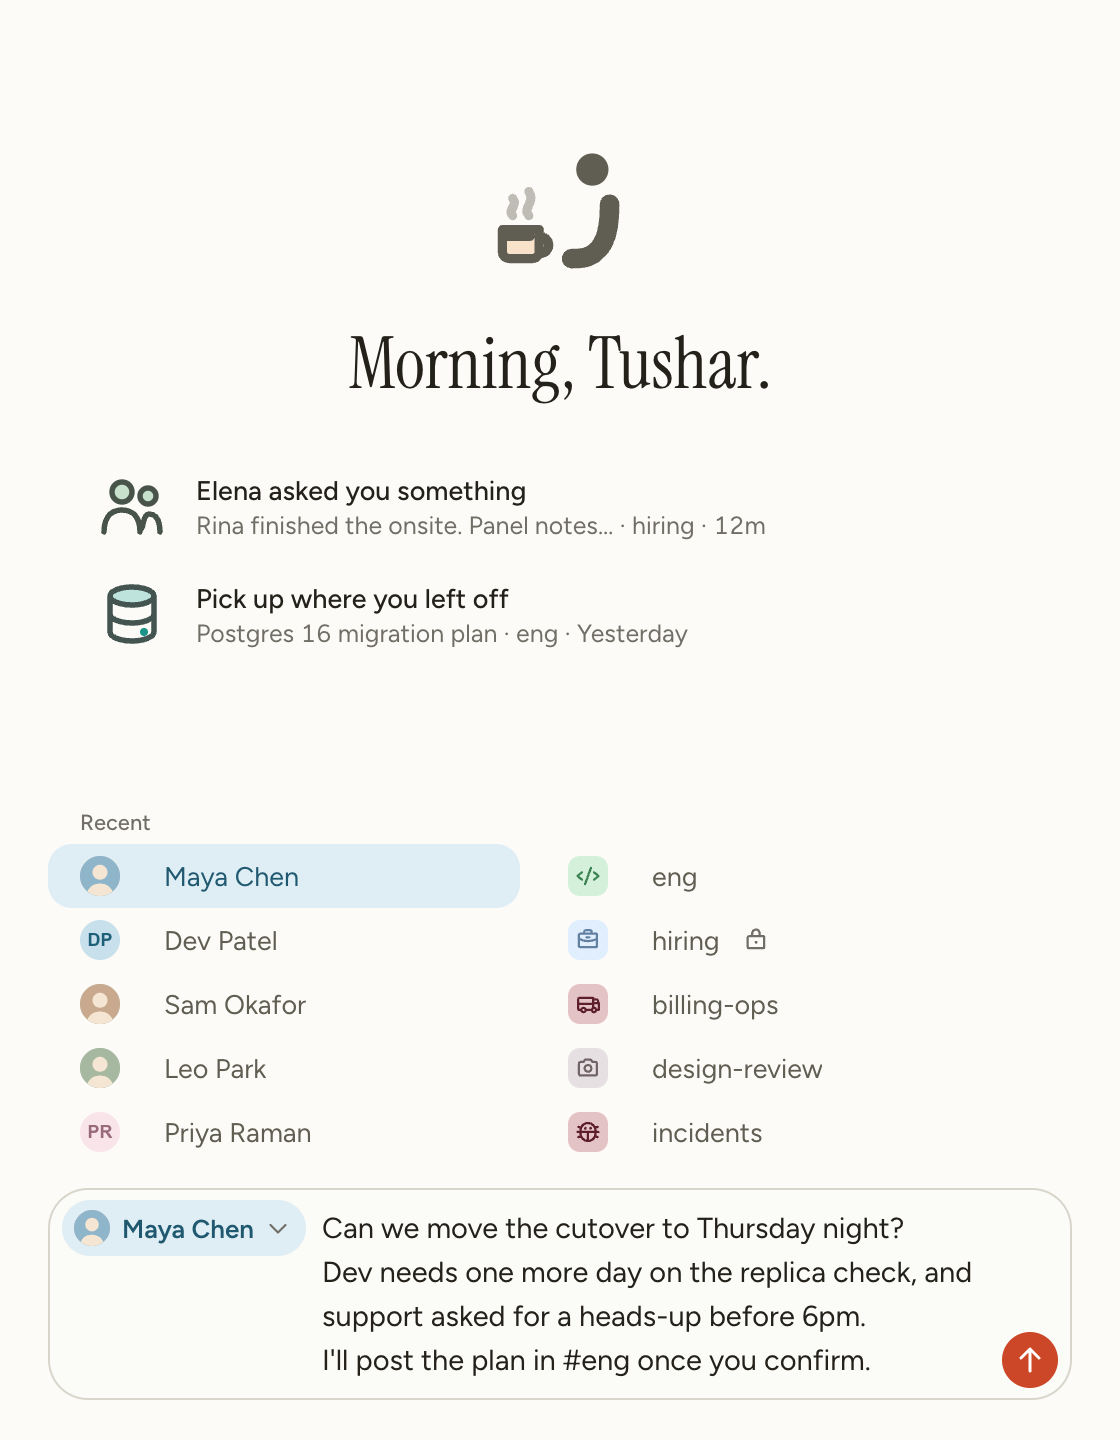 Morning, Tushar.
Elena asked you something
Rina finished the onsite. Panel notes... · hiring · 12m
Pick up where you left off
Postgres 16 migration plan · eng · Yesterday
Recent
Maya Chen
eng
DP Dev Patel
hiring
Sam Okafor
billing-ops
Leo Park
design-review
PR Priya Raman
incidents
Maya Chen
Can we move the cutover to Thursday night?
Dev needs one more day on the replica check, and
support asked for a heads-up before 6pm.
I'll post the plan in #eng once you confirm.